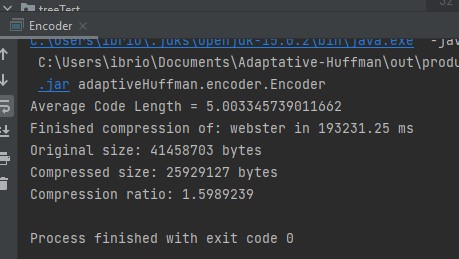 treeTest
32
Encoder
C:\Users\ibrio\.jdks\openjdk-15.0.2\bin\java.exe -jav
C:\Users\ibrio\Documents\Adaptative-Huffman\out\produ
.jar adaptiveHuffman.encoder.Encoder
Average Code Length = 5.003345739011662
Finished compression of: webster in 193231.25 ms
Original size: 41458703 bytes
Compressed size: 25929127 bytes
Compression ratio: 1.5989239
Process finished with exit code 0